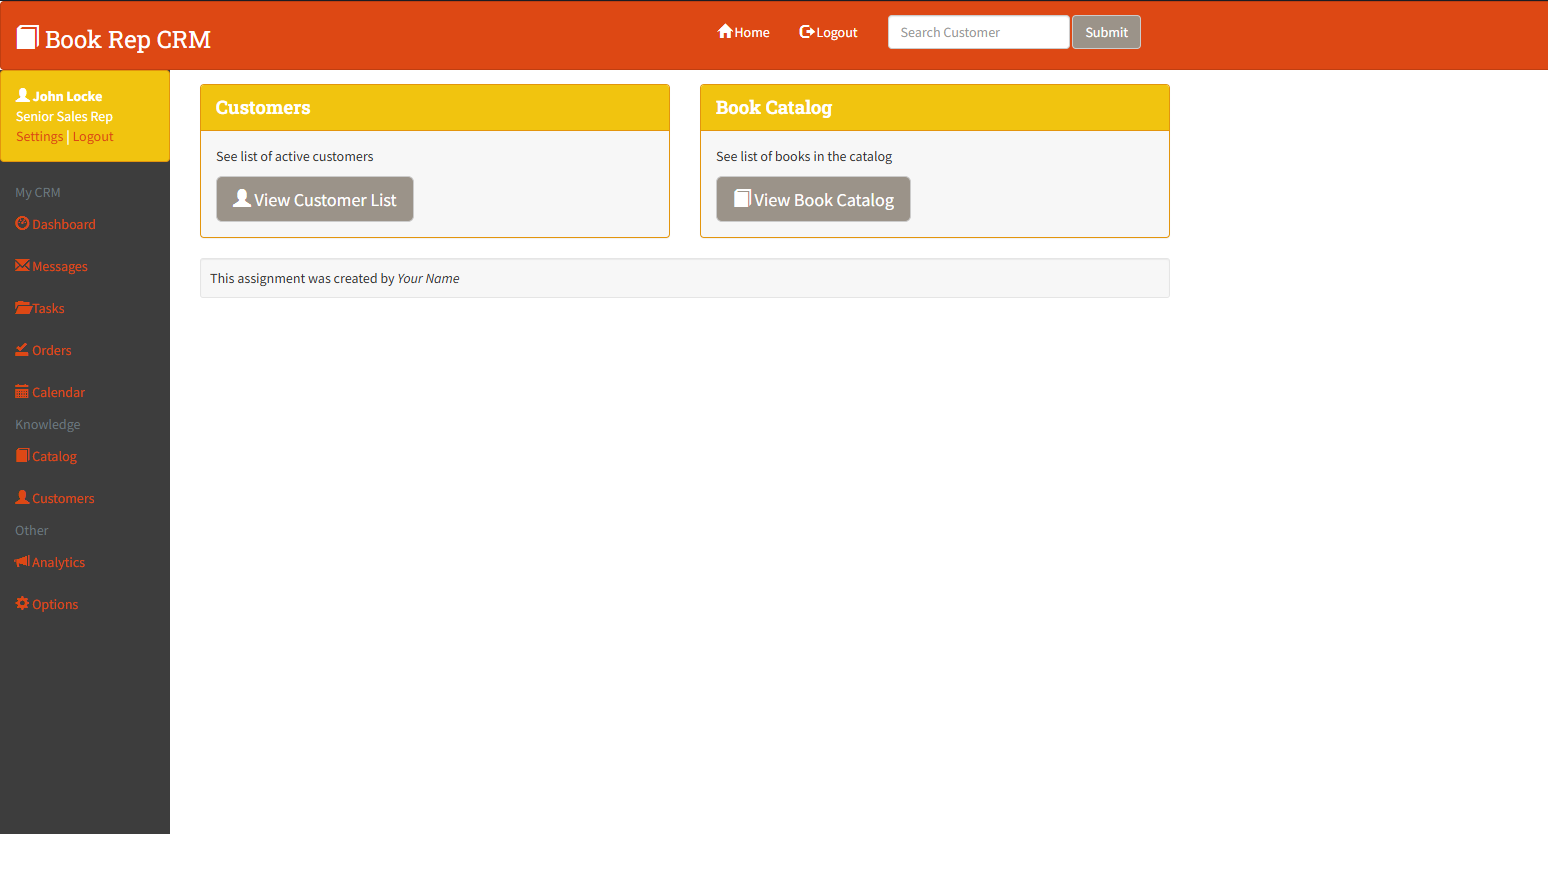 Book Rep CRM
Home
Logout
Search Customer
Submit
John Locke
Senior Sales Rep
Settings | Logout
My CRM
Dashboard
Messages
Tasks
Orders
Calendar
Knowledge
Catalog
Customers
Other
Analytics
Options
Customers
See list of active customers
View Customer List
Book Catalog
See list of books in the catalog
View Book Catalog
This assignment was created by Your Name